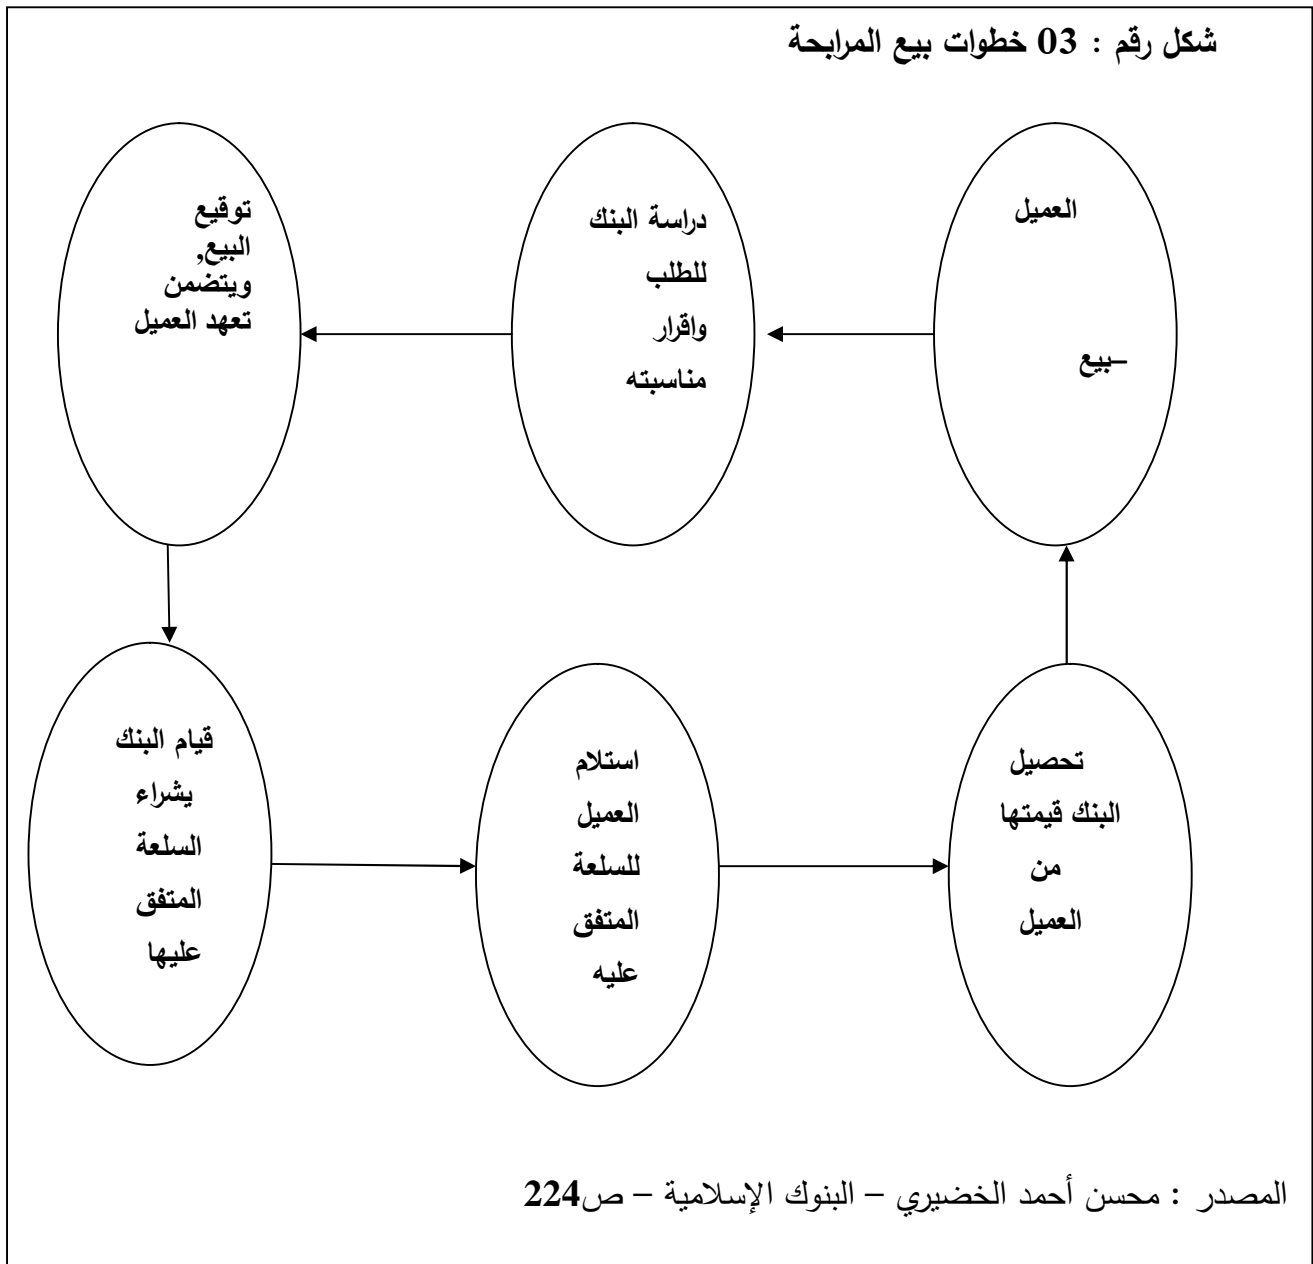 شكل رقم : 03 خطوات بيع المرابحة
العميل
–بيع
دراسة البنك
للطلب
واقرار
مناسبته
توقيع
البيع,
ويتضمن
تعهد العميل
قيام البنك
يشراء
السلعة
المتفق
عليها
استلام
العميل
للسلعة
المتفق
عليه
تحصيل
البنك قيمتها
من
العميل
المصدر : محسن أحمد الخضيري – البنوك الإسلامية – ص224